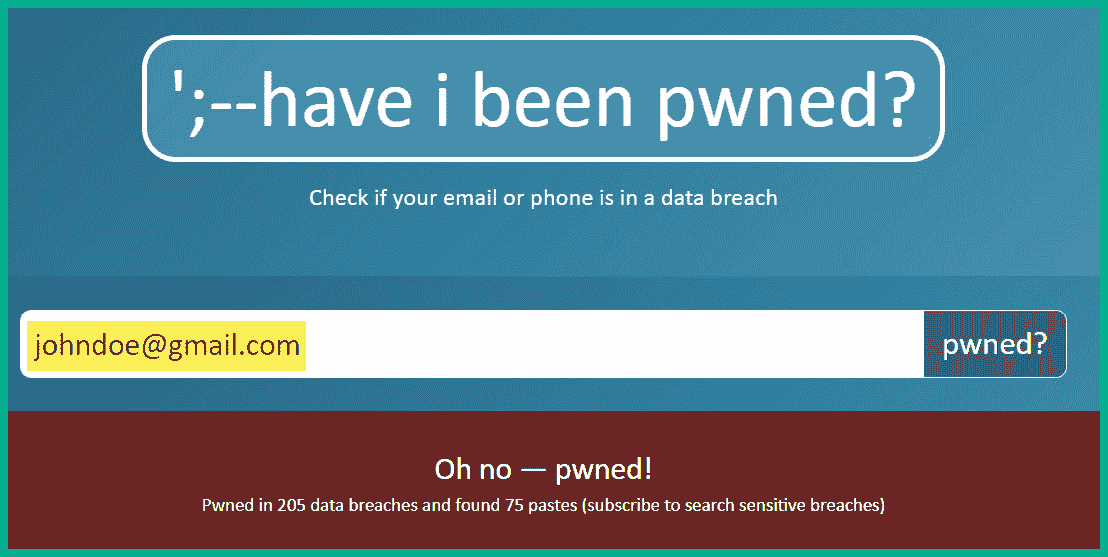 ';--have i been pwned?
Check if your email or phone is in a data breach
johndoe@gmail.com
pwned?
Oh no — pwned!
Pwned in 205 data breaches and found 75 pastes (subscribe to search sensitive breaches)